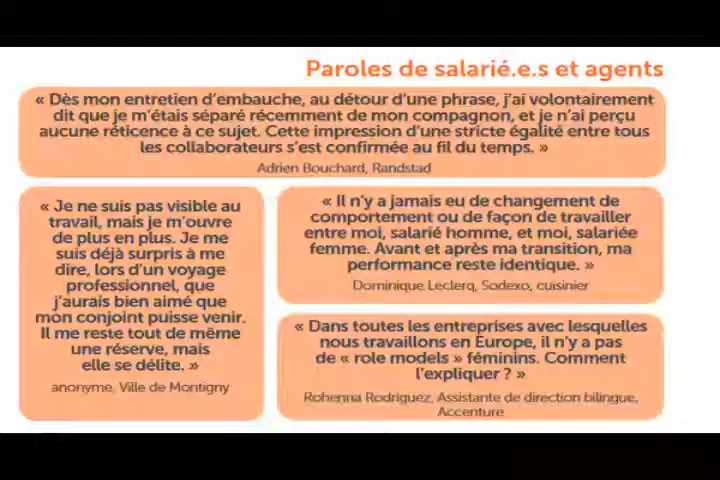 Paroles de salarié.e.s et agents
« Dès mon entretien d'embauche, au détour d'une phrase, j'ai volontairement
dit que je m'étais séparé récemment de mon compagnon, et je n'ai perçu
aucune réticence à ce sujet. Cette impression d'une stricte égalité entre tous
les collaborateurs s'est confirmée au fil du temps. »
Adrien Bouchard, Randstad
« Je ne suis pas visible au
travail, mais je m'ouvre
de plus en plus. Je me
suis déjà surpris à me
dire, lors d'un voyage
professionnel, que
j'aurais bien aimé que
mon conjoint puisse venir.
Il me reste tout de même
une réserve, mais
elle se délite. »
anonyme, Ville de Montigny
« Il n'y a jamais eu de changement de
comportement ou de façon de travailler
entre moi, salarié homme, et moi, salariée
femme. Avant et après ma transition, ma
performance reste identique. »
Dominique Leclerq, Sodexo, cuisinier
« Dans toutes les entreprises avec lesquelles
nous travaillons en Europe, il n'y a pas
de « role models » féminins. Comment
l'expliquer ? »
Rohenna Rodriguez, Assistante de direction bilingue,
Accenture